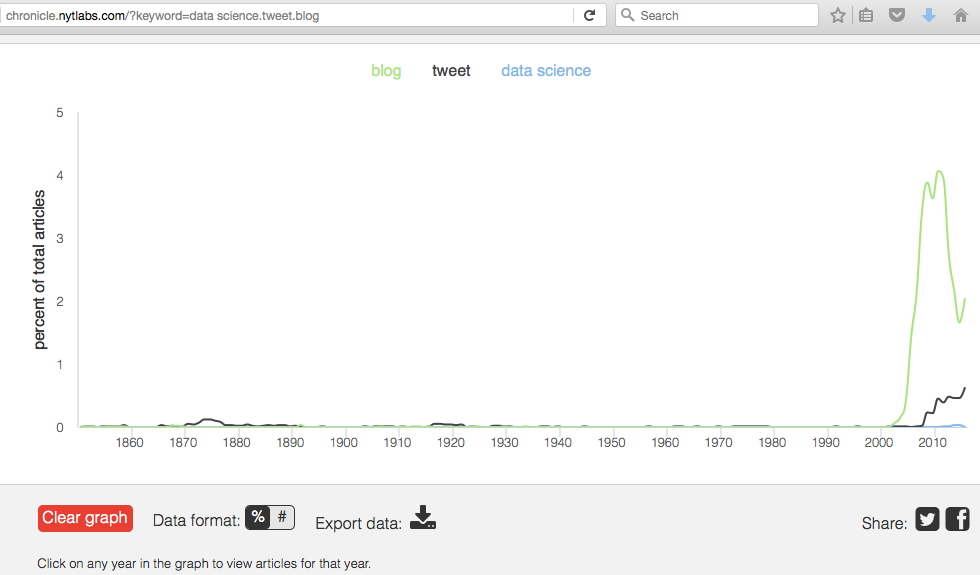 chronicle.nytlabs.com/?keyword=data science.tweet.blog
Search
blog tweet data science
percent of total articles
5
4
3
2
1
0
1860 1870 1880 1890 1900 1910 1920 1930 1940 1950 1960 1970 1980 1990 2000 2010
Clear graph Data format: % # Export data: Share:
Click on any year in the graph to view articles for that year.